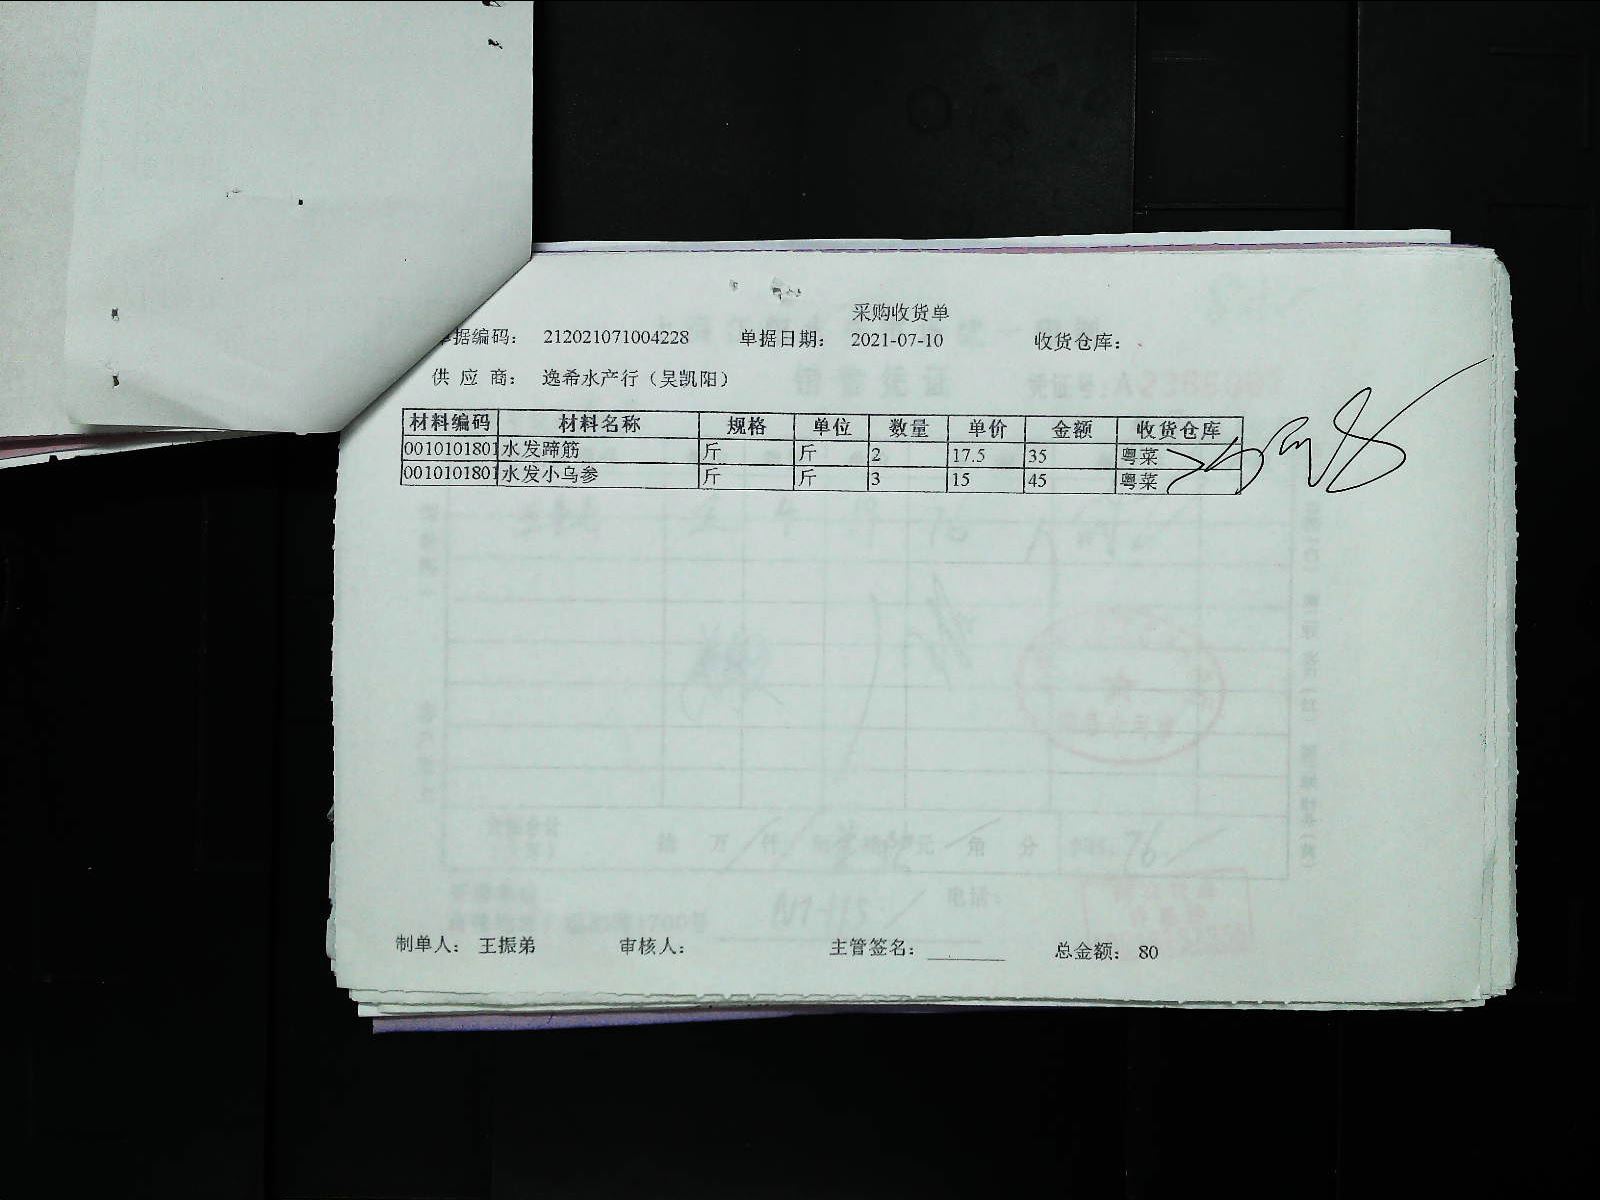 采购收货单
单据编码： 212021071004228 单据日期： 2021-07-10 收货仓库：
供 应 商： 逸希水产行（吴凯阳）
材料编码 材料名称 规格 单位 数量 单价 金额 收货仓库
0010101801 水发蹄筋 斤 斤 2 17.5 35 粤菜
0010101801 水发小乌参 斤 斤 3 15 45 粤菜
制单人： 王振弟 审核人： 主管签名： 总金额： 80